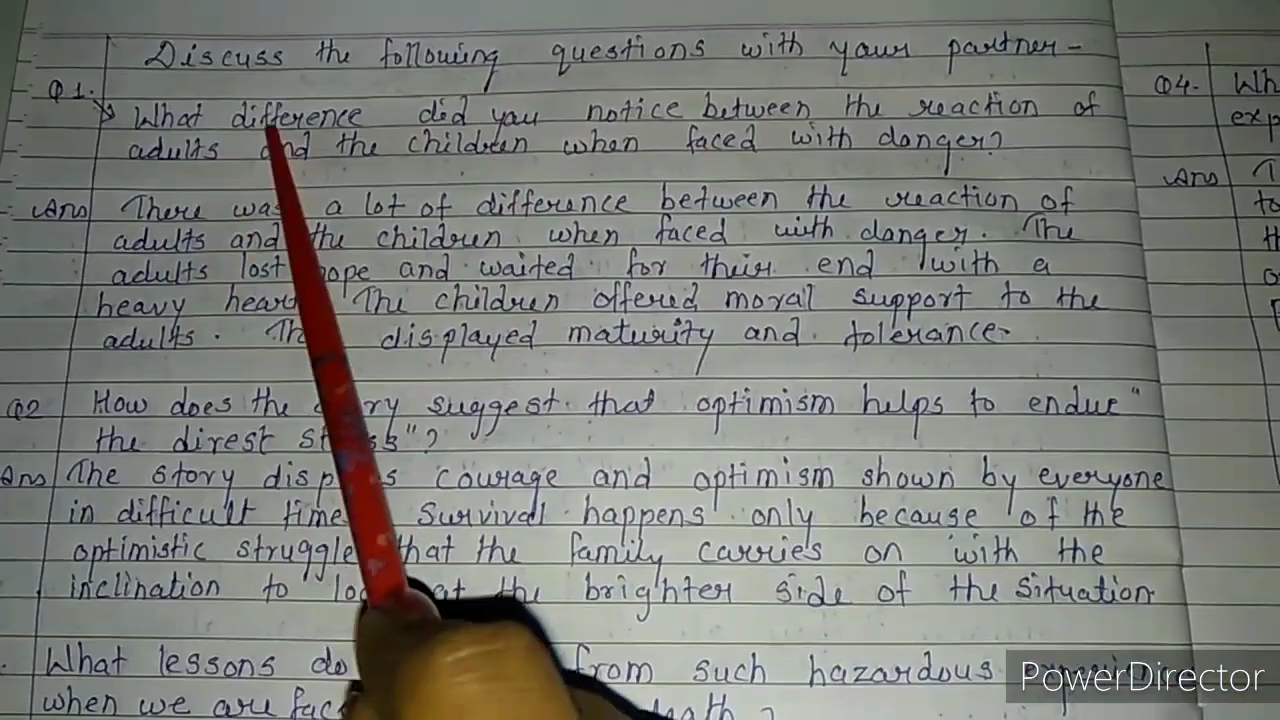 Discuss the following questions with your partner-
Q1.
What difference did you notice between the reaction of
adults and the children when faced with danger?
Ans There was a lot of difference between the reaction of
adults and the children when faced with danger. The
adults lost hope and waited for their end with a
heavy heart The children offered moral support to the
adults. displayed maturity and tolerance.
Q2 How does the suggest that optimism helps to endue "
the direst "?
Ans The story courage and optimism shown by everyone
in difficult time Survival happens only because of the
optimistic struggle that the family carries on with the
inclination to at the brighter side of the situation
What lessons do from such hazardous
when we are
Q4. Wh
exp
Ans T
to
PowerDirector